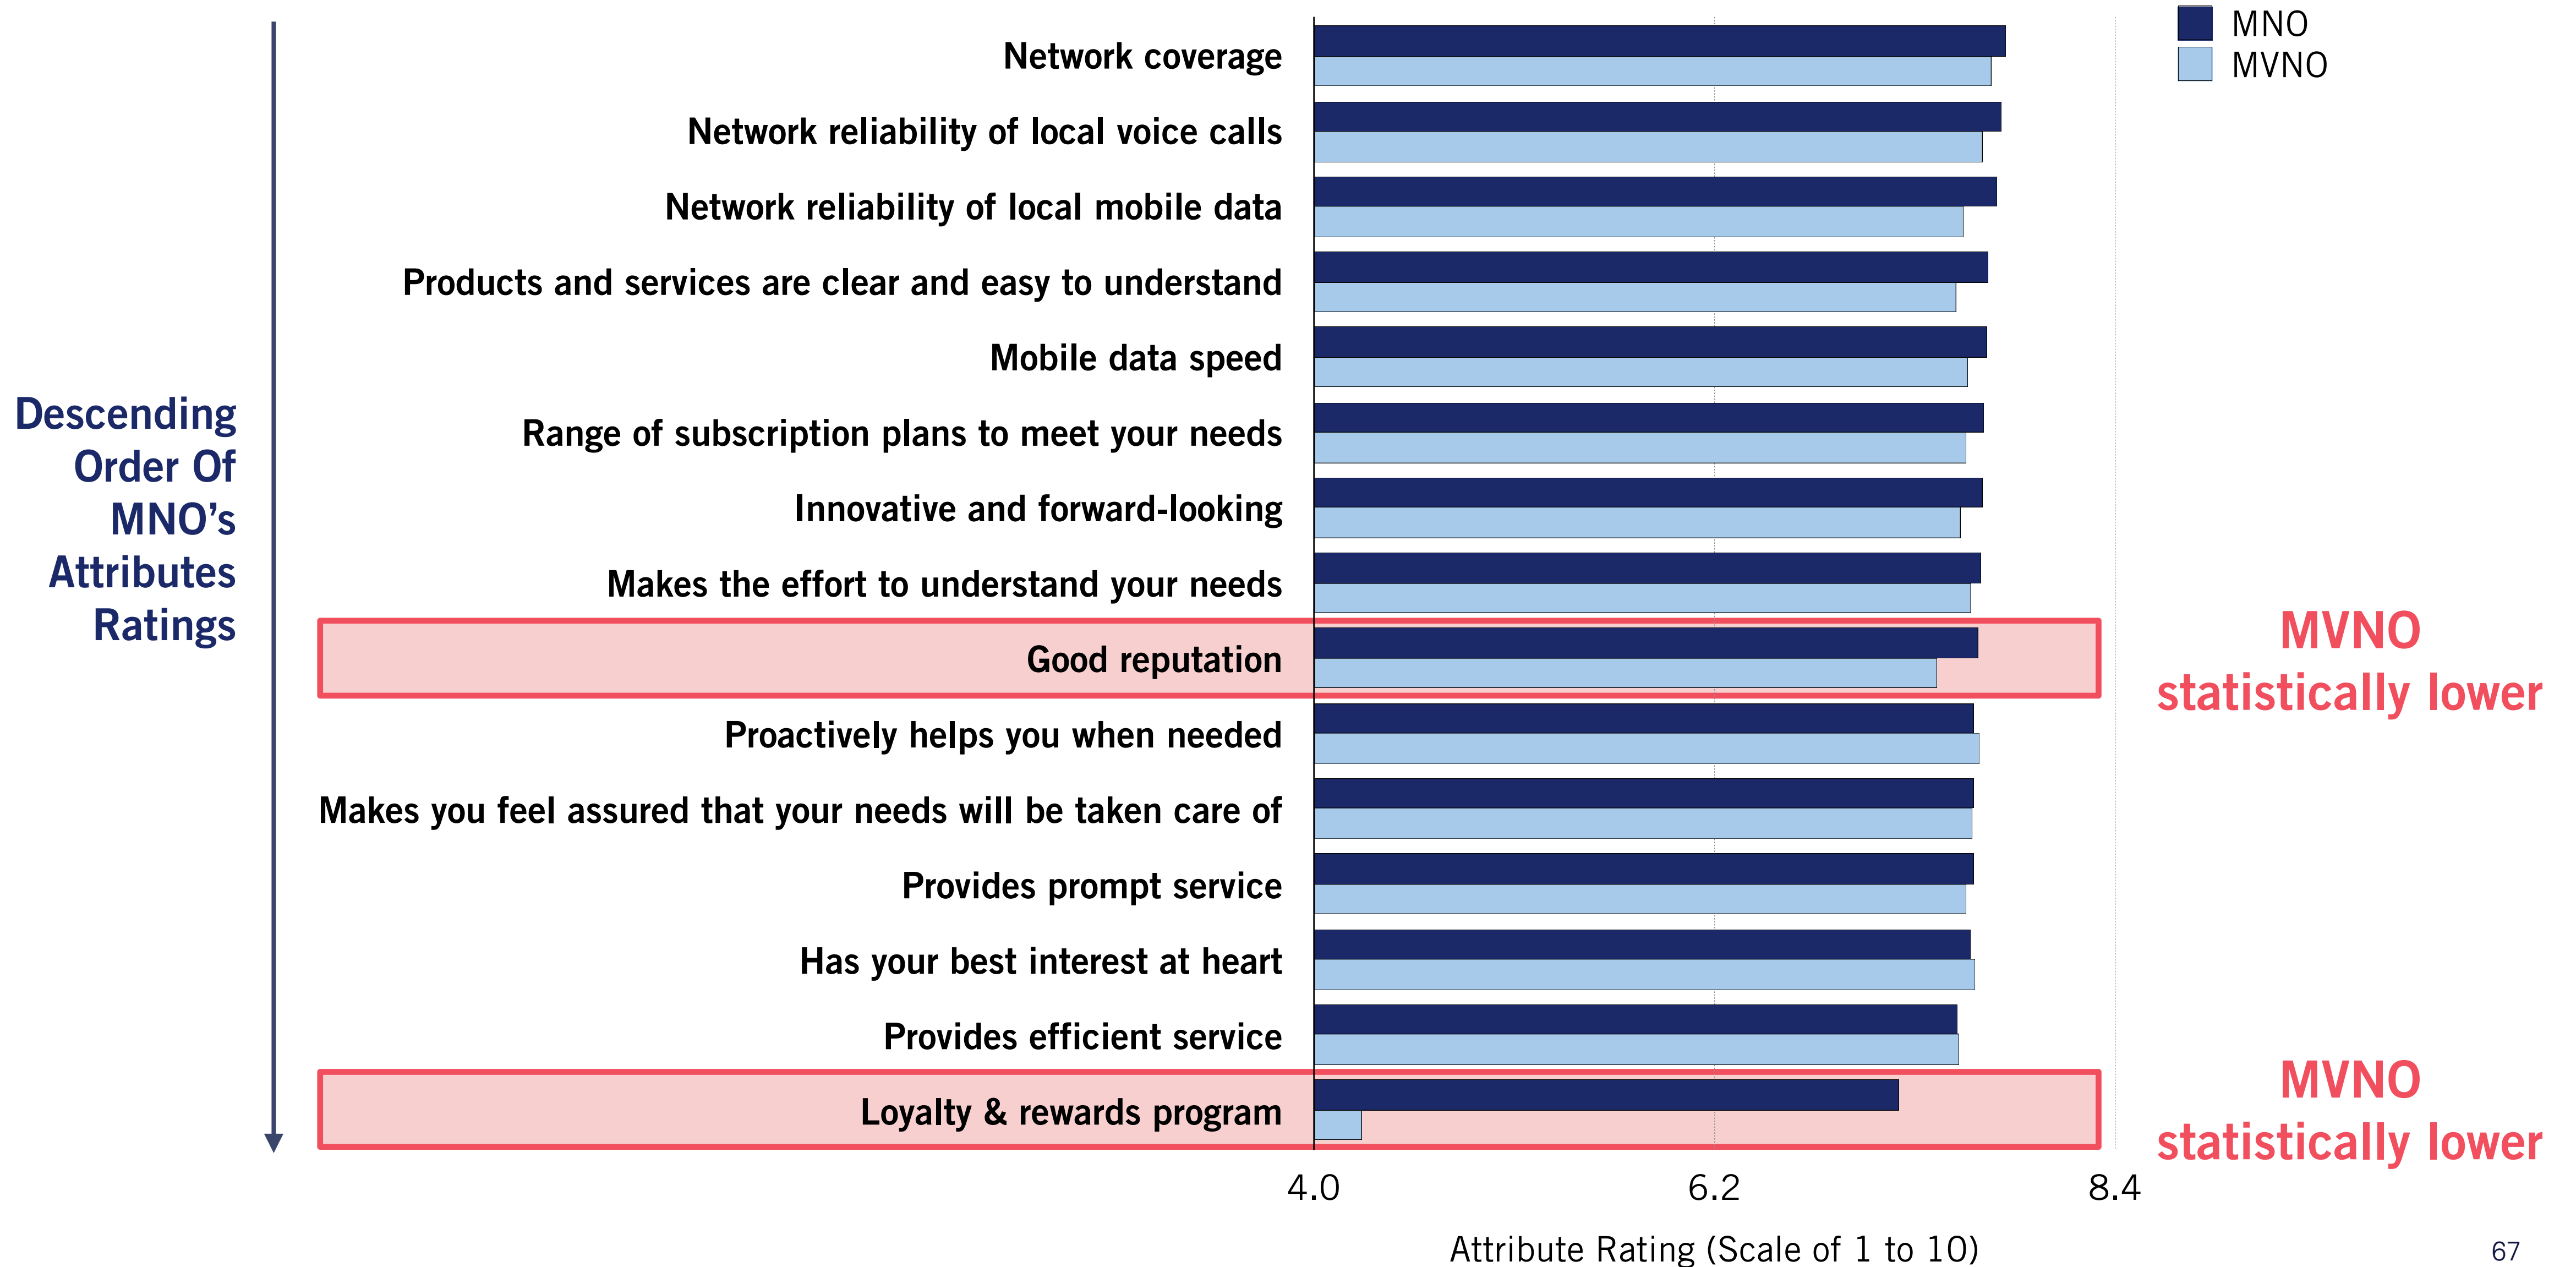 MNO
MVNO
Network coverage
Network reliability of local voice calls
Network reliability of local mobile data
Products and services are clear and easy to understand
Mobile data speed
Range of subscription plans to meet your needs
Innovative and forward-looking
Makes the effort to understand your needs
Good reputation
Proactively helps you when needed
Makes you feel assured that your needs will be taken care of
Provides prompt service
Has your best interest at heart
Provides efficient service
Loyalty & rewards program
Descending
Order Of
MNO’s
Attributes
Ratings
MVNO
statistically lower
MVNO
statistically lower
4.0 6.2 8.4
Attribute Rating (Scale of 1 to 10)
67